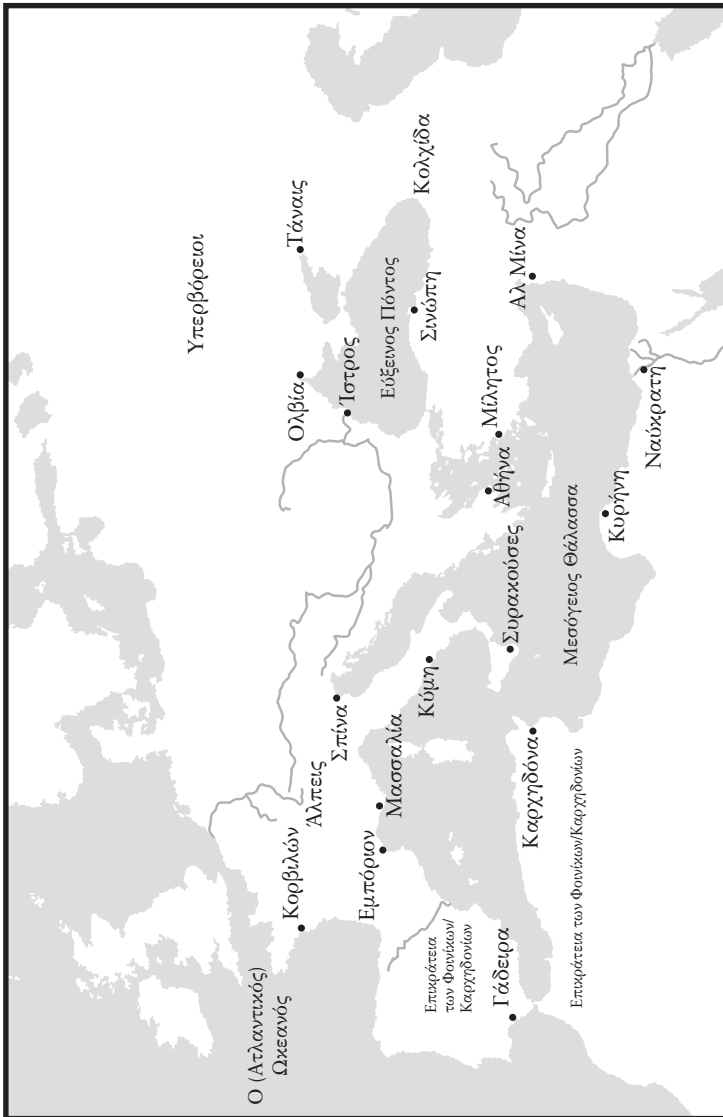 Υπερβόρειοι
Ο (Ατλαντικός)
Ωκεανός
Κορβιλών
Άλπεις
Ολβία
Τάναις
Ίστρος
Σπίνα
Εύξεινος Πόντος
Εμπόριον
Μασσαλία
Κύμη
Σινώπη
Κολχίδα
Επικράτεια
των Φοινίκων/
Καρχηδονίων
Γάδειρα
Συρακούσες
Αθήνα
Μίλητος
Καρχηδόνα
Αλ Μίνα
Μεσόγειος Θάλασσα
Επικράτεια των Φοινίκων/Καρχηδονίων
Κυρήνη
Ναύκρατη